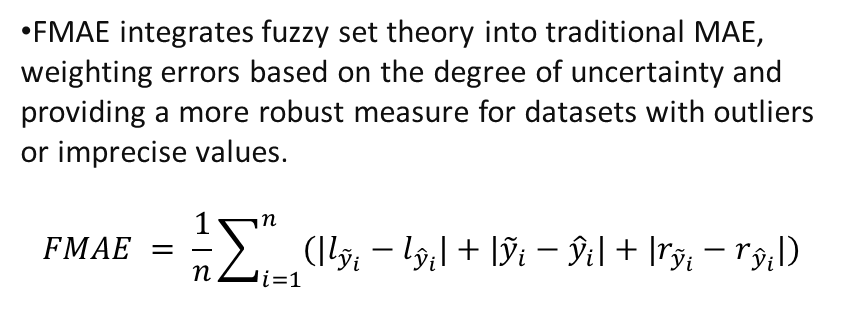 •FMAE integrates fuzzy set theory into traditional MAE,
weighting errors based on the degree of uncertainty and
providing a more robust measure for datasets with outliers
or imprecise values.
$FMAE = \frac{1}{n}\sum_{i=1}^{n}(|l_{\tilde{y}_i} - l_{\hat{y}_i}| + |\tilde{y}_i - \hat{y}_i| + |r_{\tilde{y}_i} - r_{\hat{y}_i}|)$